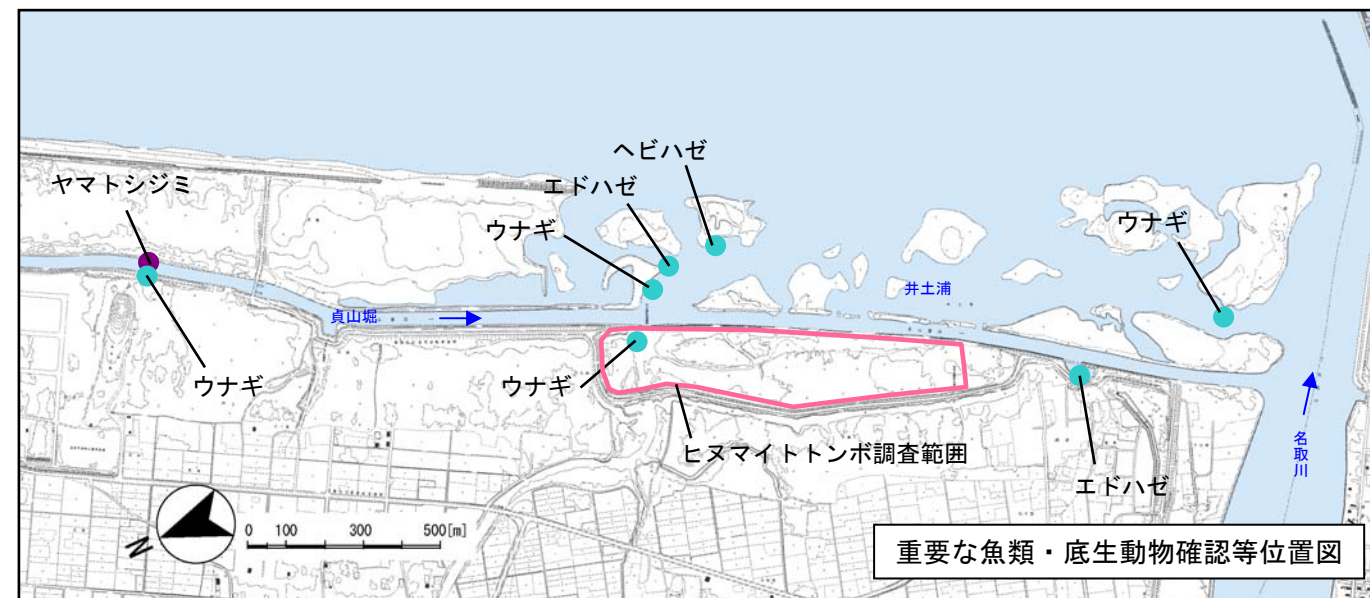 ヘビハゼ
ヤマトシジミ
エドハゼ
ウナギ
ウナギ
井土浦
貞山堀
ウナギ
ウナギ
ヒヌマイトトンボ調査範囲
エドハゼ
名取川
N
0 100 300 500[m]
重要な魚類・底生動物確認等位置図